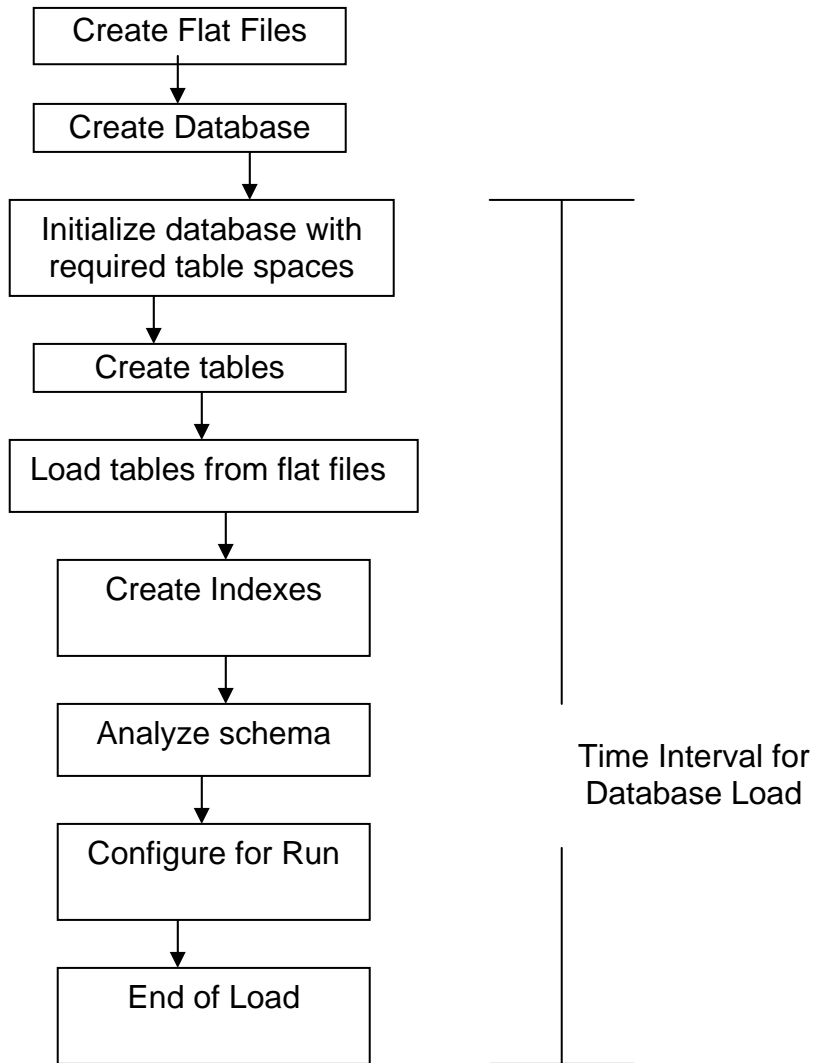 Create Flat Files
Create Database
Initialize database with
required table spaces
Create tables
Load tables from flat files
Create Indexes
Analyze schema
Time Interval for
Database Load
Configure for Run
End of Load